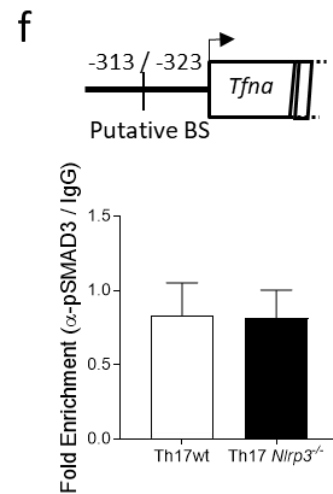 f
-313 / -323
Tfna
Putative BS
Fold Enrichment (α-pSMAD3 / IgG)
1.5
1.0
0.5
0.0
Th17wt Th17 Nlrp3-/-